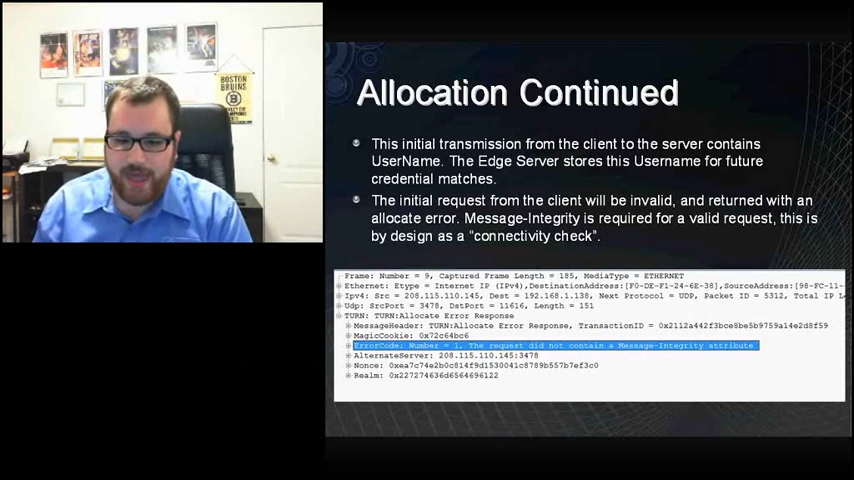 BOSTON
BRUINS
Allocation Continued
This initial transmission from the client to the server contains
UserName. The Edge Server stores this Username for future
credential matches.
The initial request from the client will be invalid, and returned with an
allocate error. Message-Integrity is required for a valid request, this is
by design as a “connectivity check”.
Frame: Number = 9, Captured Frame Length = 185, MediaType = ETHERNET
Ethernet: Etype = Internet IP (IPv4),DestinationAddress:[F0-DE-F1-24-6E-38],SourceAddress:[98-FC-11-
Ipv4: Src = 208.115.110.145, Dest = 192.168.1.138, Next Protocol = UDP, Packet ID = 5312, Total IP L
Udp: SrcPort = 3478, DstPort = 11616, Length = 151
TURN: TURN:Allocate Error Response
MessageHeader: TURN:Allocate Error Response, TransactionID = 0x2112a442f3bce8be5b9759a14e2d8f59
MagicCookie: 0x72c64bc6
ErrorCode: Number = 1, The request did not contain a Message-Integrity attribute
AlternateServer: 208.115.110.145:3478
Nonce: 0xea7c74e2b0c814f9d1530041c8789b557b7ef3c0
Realm: 0x227274636d6564696122